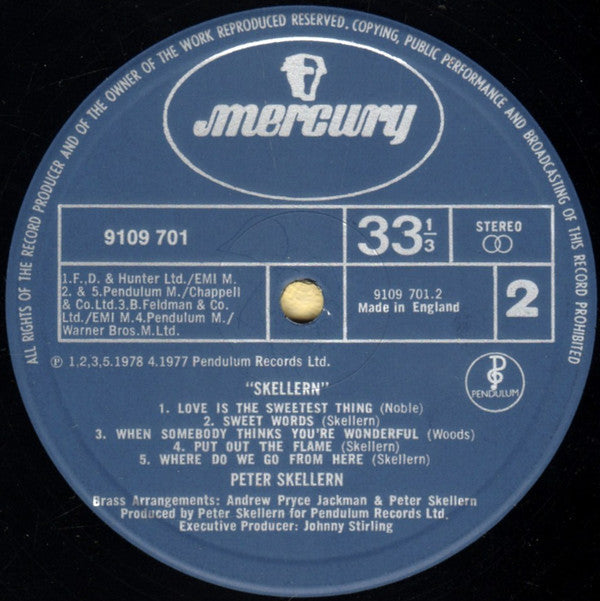 ALL RIGHTS OF THE RECORD PRODUCER AND OF THE OWNER OF THE WORK REPRODUCED RESERVED. COPYING, PUBLIC PERFORMANCE AND BROADCASTING OF THIS RECORD PROHIBITED
mercury
9109 701
33 1/3
STEREO
1.F.,D. & Hunter Ltd./EMI M.
2. & 5.Pendulum M./Chappell
& Co.Ltd.3.B.Feldman & Co.
Ltd./EMI M.4.Pendulum M./
Warner Bros.M.Ltd.
9109 701.2
Made in England
2
℗ 1,2,3,5.1978 4.1977 Pendulum Records Ltd.
PENDULUM
"SKELLERN"
1. LOVE IS THE SWEETEST THING (Noble)
2. SWEET WORDS (Skellern)
3. WHEN SOMEBODY THINKS YOU'RE WONDERFUL (Woods)
4. PUT OUT THE FLAME (Skellern)
5. WHERE DO WE GO FROM HERE (Skellern)
PETER SKELLERN
Brass Arrangements: Andrew Pryce Jackman & Peter Skellern
Produced by Peter Skellern for Pendulum Records Ltd.
Executive Producer: Johnny Stirling